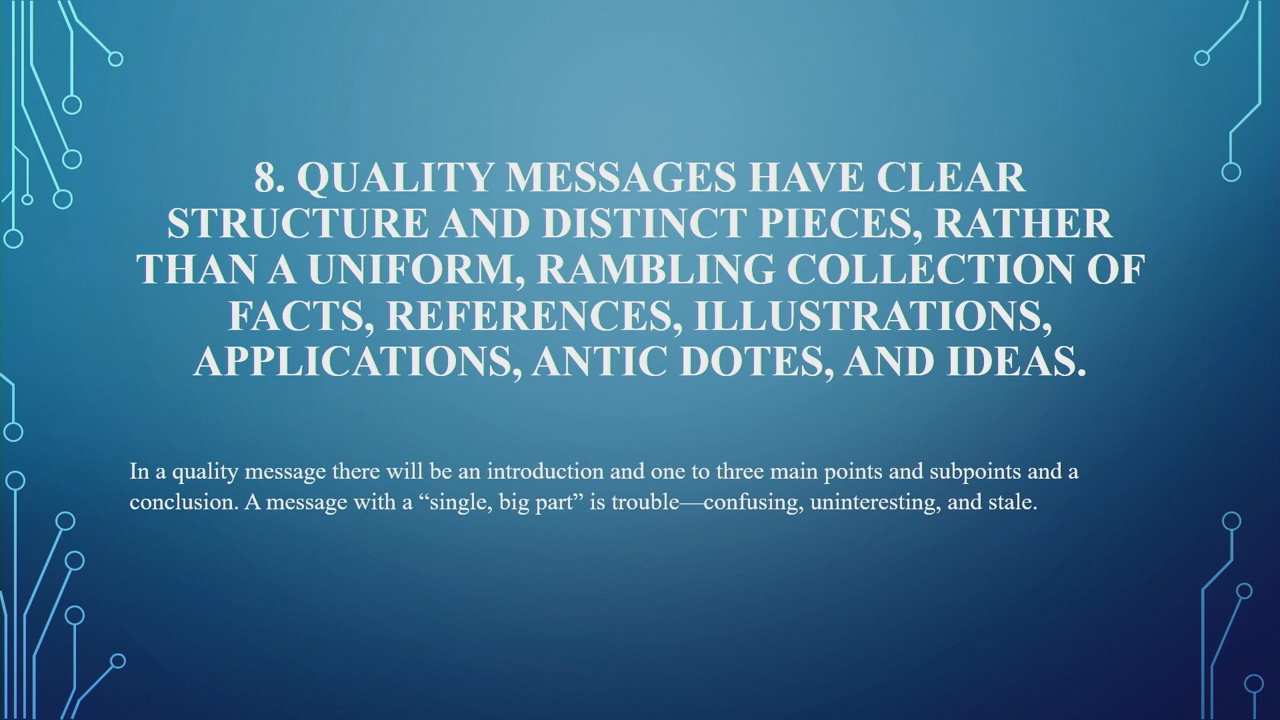 8. QUALITY MESSAGES HAVE CLEAR
STRUCTURE AND DISTINCT PIECES, RATHER
THAN A UNIFORM, RAMBLING COLLECTION OF
FACTS, REFERENCES, ILLUSTRATIONS,
APPLICATIONS, ANTIC DOTES, AND IDEAS.
In a quality message there will be an introduction and one to three main points and subpoints and a
conclusion. A message with a “single, big part” is trouble—confusing, uninteresting, and stale.